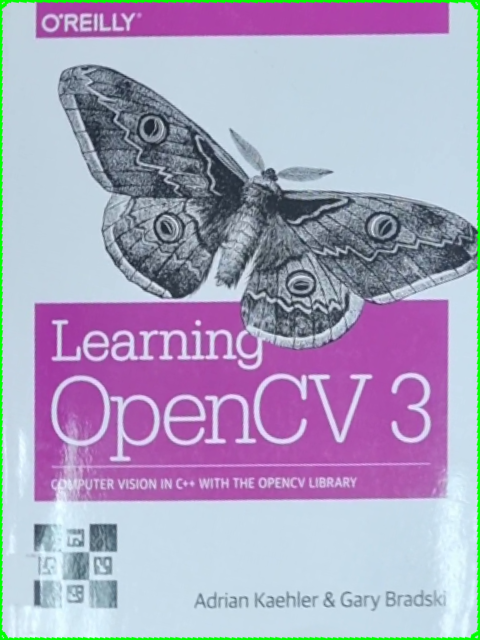 O'REILLY®
Learning
OpenCV 3
COMPUTER VISION IN C++ WITH THE OPENCV LIBRARY
Adrian Kaehler & Gary Bradski